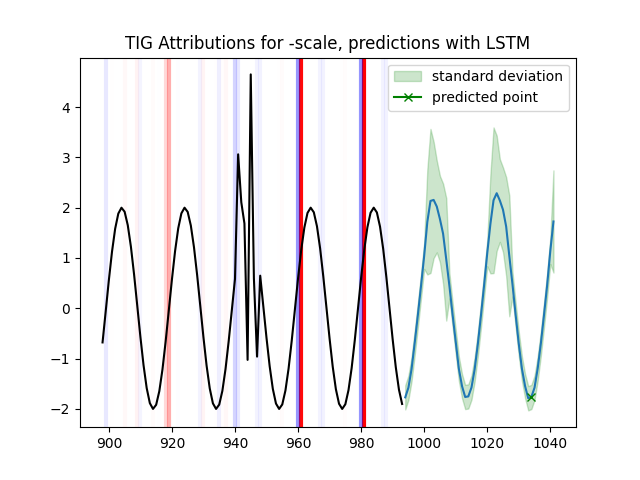 TIG Attributions for -scale, predictions with LSTM
standard deviation
predicted point
4
3
2
1
0
−1
−2
900 920 940 960 980 1000 1020 1040